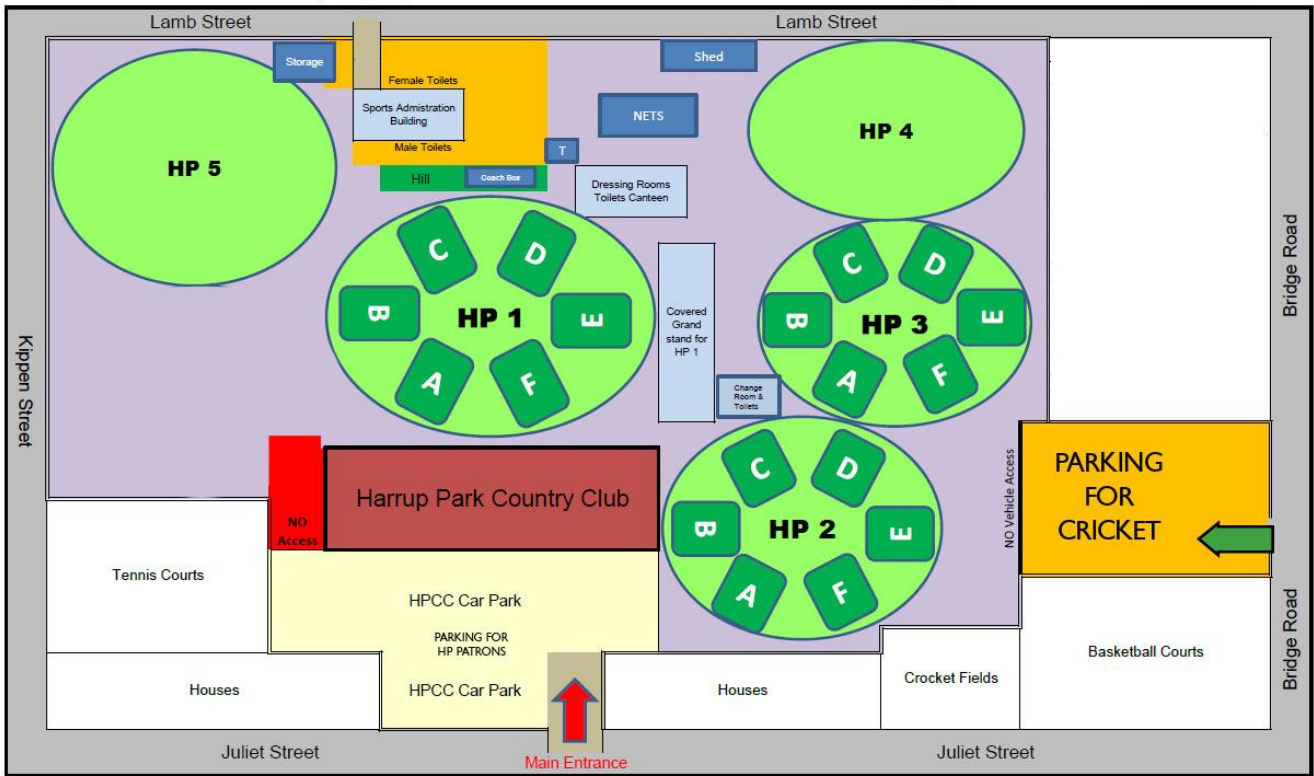 Lamb Street
Lamb Street
Storage
Female Toilets
Sports Admistration
Building
Male Toilets
Shed
NETS
T
HP 4
HP 5
Hill
Coach Box
Dressing Rooms
Toilets Canteen
C
D
B
HP 1
E
A
F
Covered
Grand
stand for
HP 1
C
D
B
HP 3
E
A
F
Change
Room &
Toilets
Kippen Street
Bridge Road
Harrup Park Country Club
NO
Access
C
D
B
HP 2
E
A
F
NO Vehicle Access
PARKING
FOR
CRICKET
Tennis Courts
HPCC Car Park
PARKING FOR
HP PATRONS
HPCC Car Park
Houses
Houses
Crocket Fields
Basketball Courts
Bridge Road
Juliet Street
Main Entrance
Juliet Street